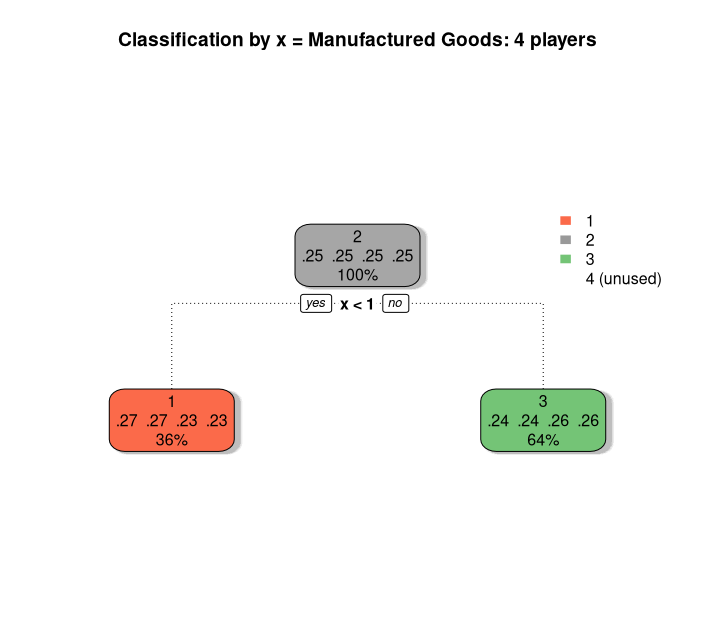 Classification by x = Manufactured Goods: 4 players
1
2
3
4 (unused)
2
.25 .25 .25 .25
100%
yes x < 1 no
1
.27 .27 .23 .23
36%
3
.24 .24 .26 .26
64%